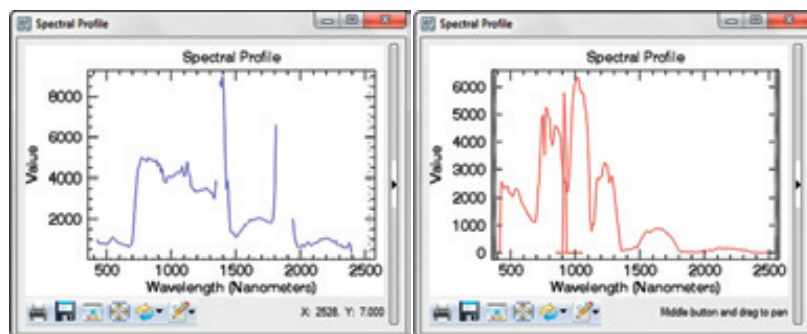 Spectral Profile
Spectral Profile
Value
8000
6000
4000
2000
500 1000 1500 2000 2500
Wavelength (Nanometers)
X: 2528. Y: 7.000
Spectral Profile
Spectral Profile
Value
6000
5000
4000
3000
2000
1000
0
500 1000 1500 2000 2500
Wavelength (Nanometers)
Middle button and drag to pan